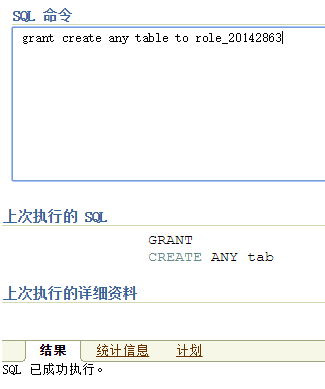 SQL 命令
grant create any table to role_20142863
上次执行的 SQL
GRANT
CREATE ANY tab
上次执行的详细资料
结果 统计信息 计划
SQL 已成功执行。